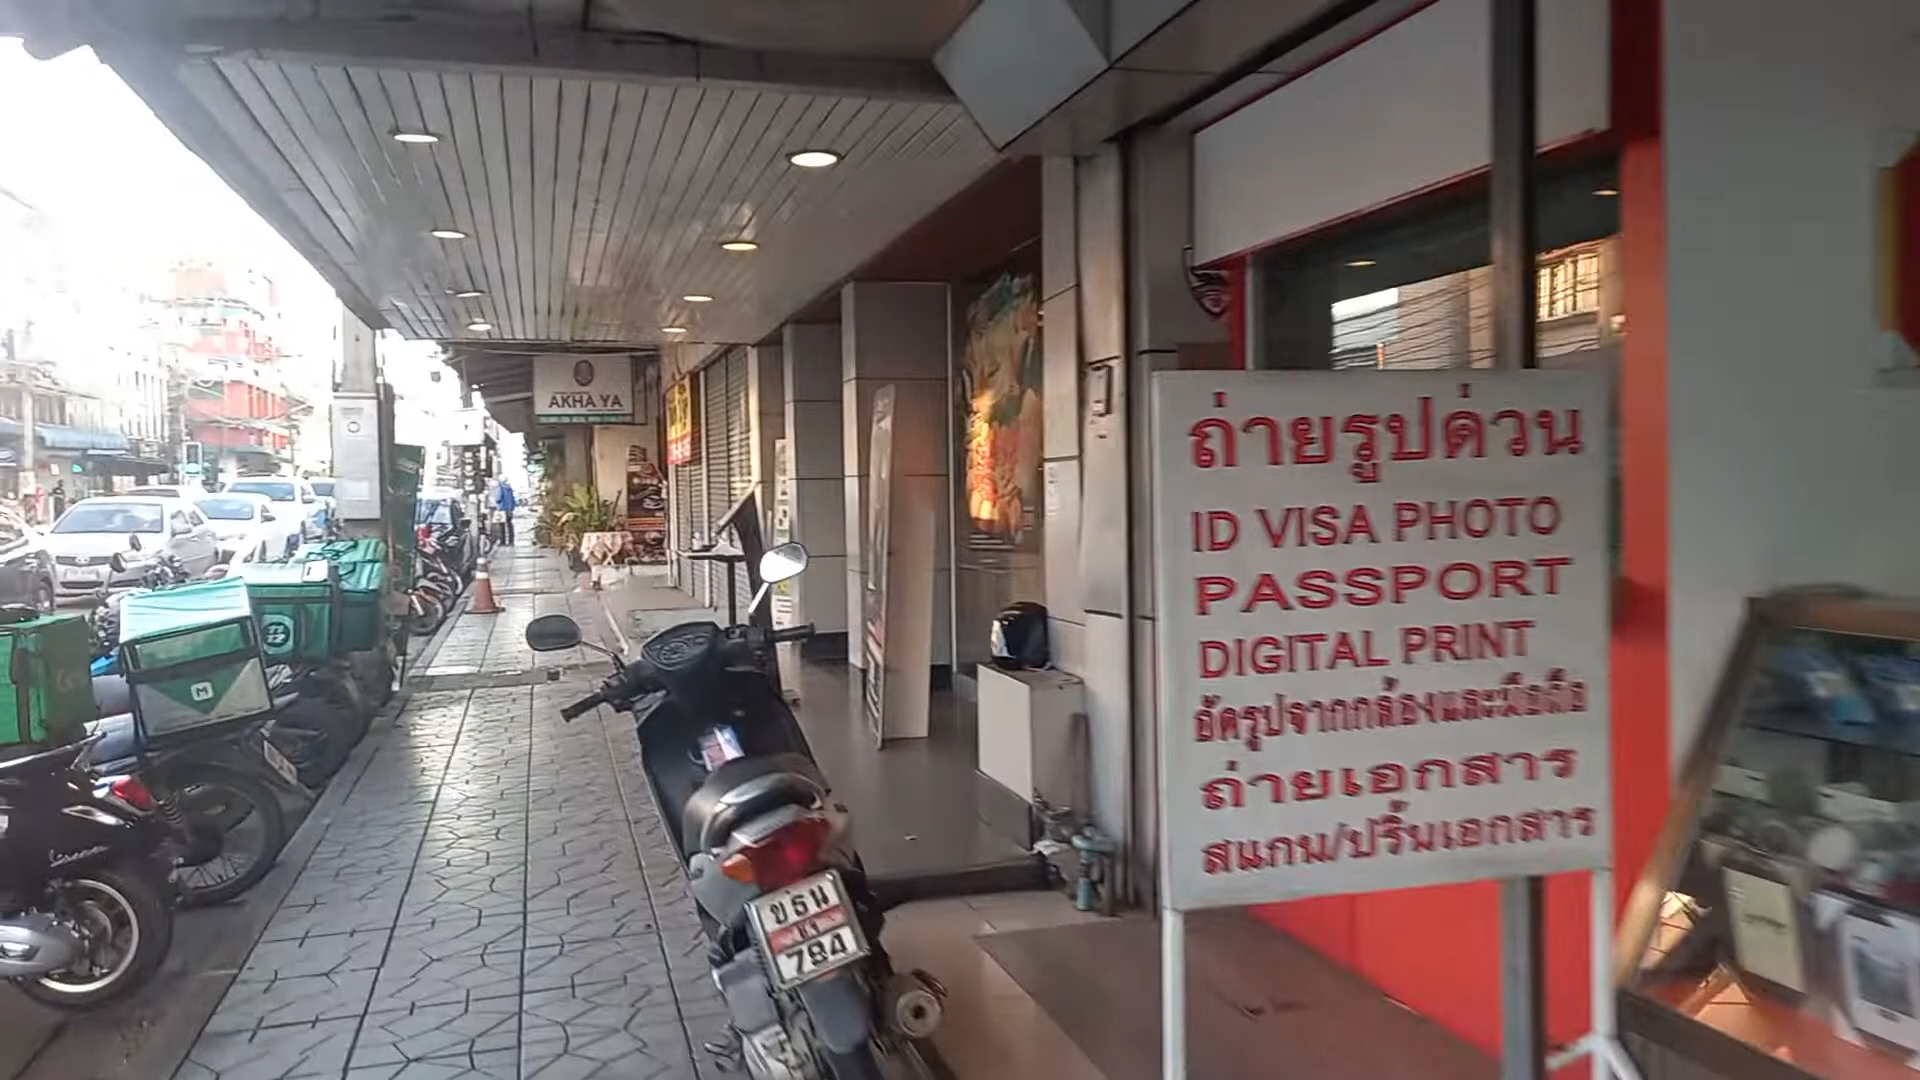 AKHA YA
ถ่ายรูปด่วน
ID VISA PHOTO
PASSPORT
DIGITAL PRINT
อัดรูปจากกล้องและมือถือ
ถ่ายเอกสาร
สแกน/ปริ้นเอกสาร
784